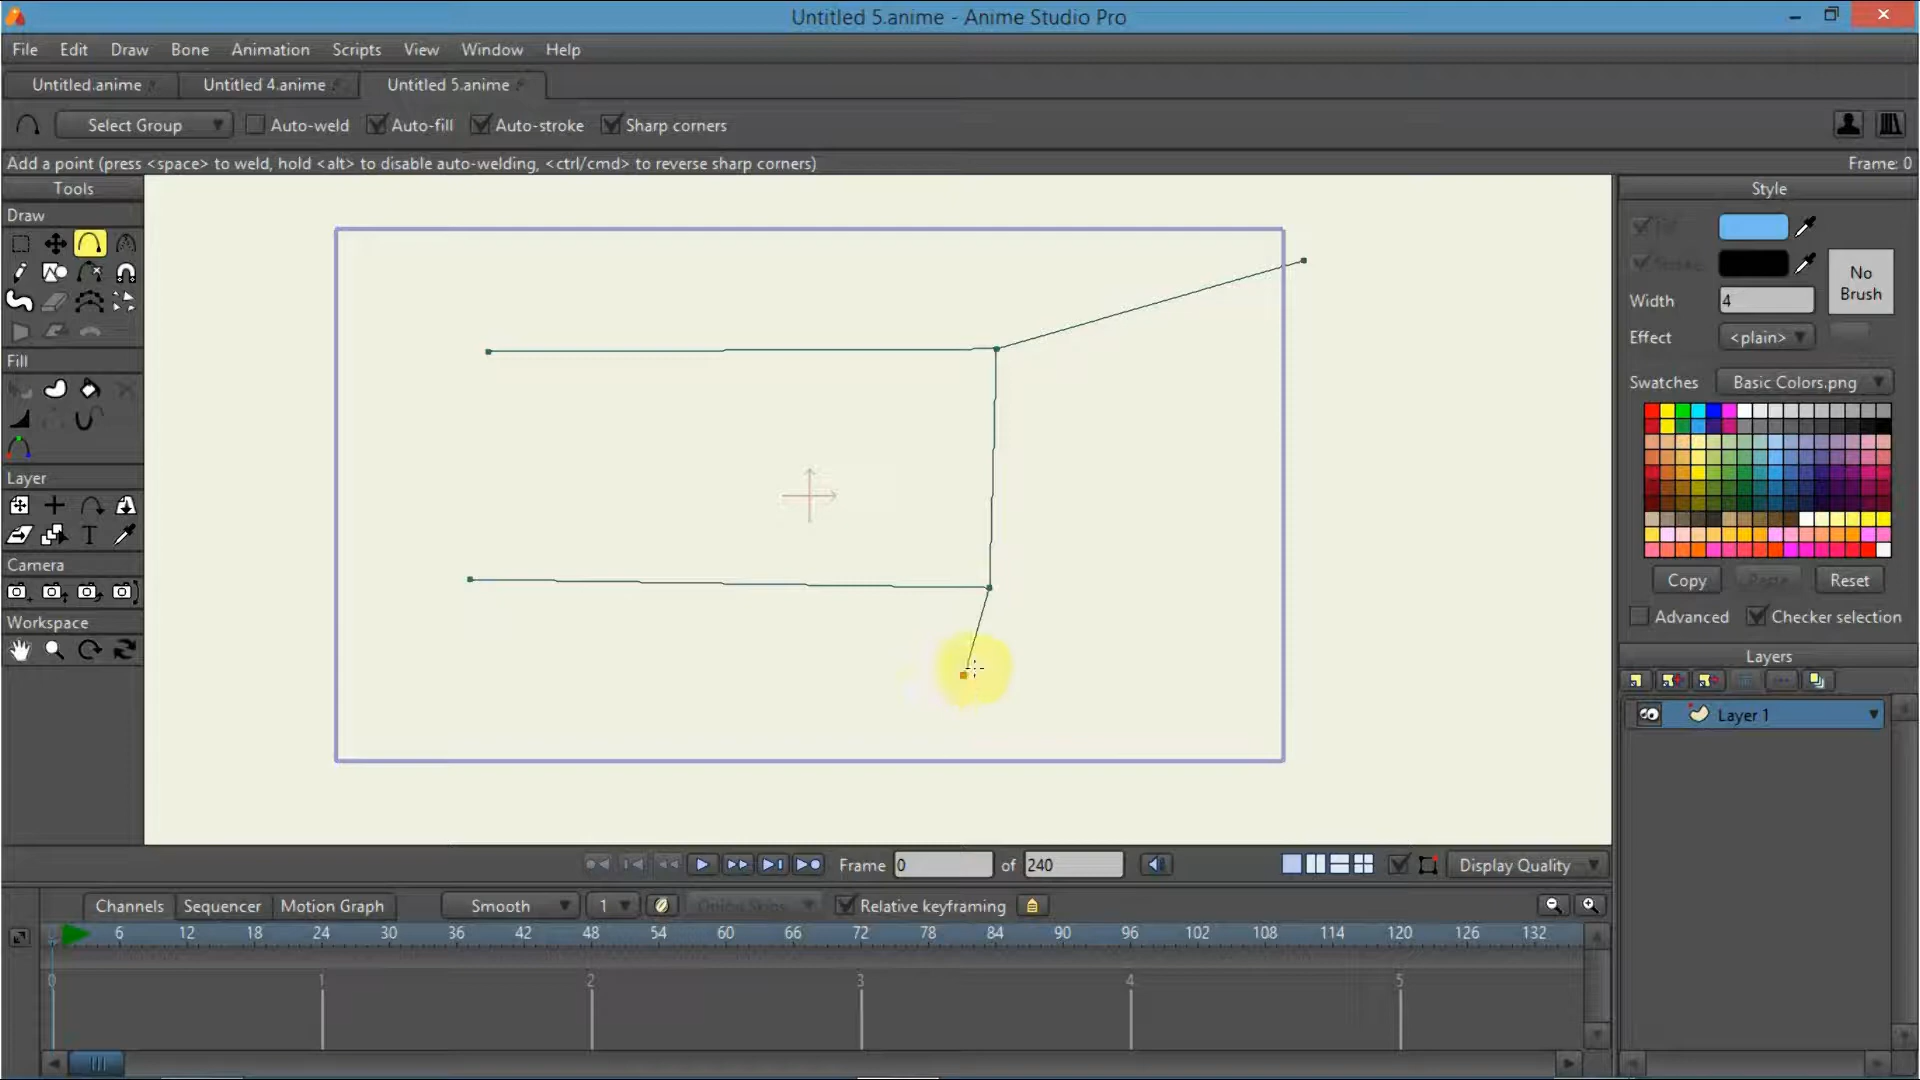 Untitled 5.anime - Anime Studio Pro
File Edit Draw Bone Animation Scripts View Window Help
Untitled.anime Untitled 4.anime Untitled 5.anime
Select Group Auto-weld Auto-fill Auto-stroke Sharp corners
Add a point (press <space> to weld, hold <alt> to disable auto-welding, <ctrl/cmd> to reverse sharp corners) Frame: 0
Tools
Draw
Fill
Layer
Camera
Workspace
Style
No
Brush
Width 4
Effect <plain>
Swatches Basic Colors.png
Copy Paste Reset
Advanced Checker selection
Layers
Layer 1
Frame 0 of 240 Display Quality
Channels Sequencer Motion Graph Smooth 1 Onion Skins Relative keyframing
6 12 18 24 30 36 42 48 54 60 66 72 78 84 90 96 102 108 114 120 126 132
0 1 2 3 4 5